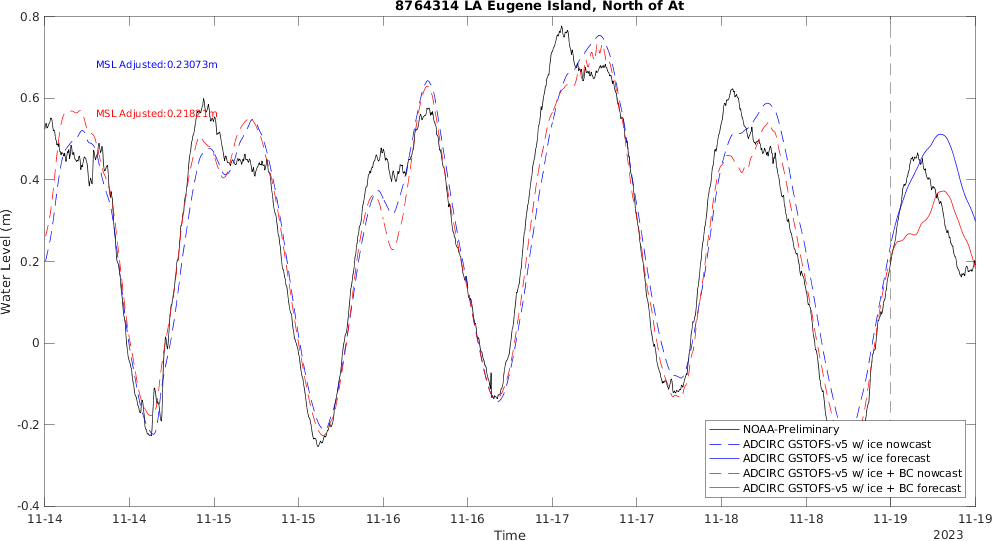 8764314 LA Eugene Island, North of At
MSL Adjusted:0.23073m
MSL Adjusted:0.21821m
Water Level (m)
0.8
0.6
0.4
0.2
0
-0.2
-0.4
NOAA-Preliminary
ADCIRC GSTOFS-v5 w/ ice nowcast
ADCIRC GSTOFS-v5 w/ ice forecast
ADCIRC GSTOFS-v5 w/ ice + BC nowcast
ADCIRC GSTOFS-v5 w/ ice + BC forecast
11-14 11-14 11-15 11-15 11-16 11-16 11-17 11-17 11-18 11-18 11-19 11-19
Time
2023